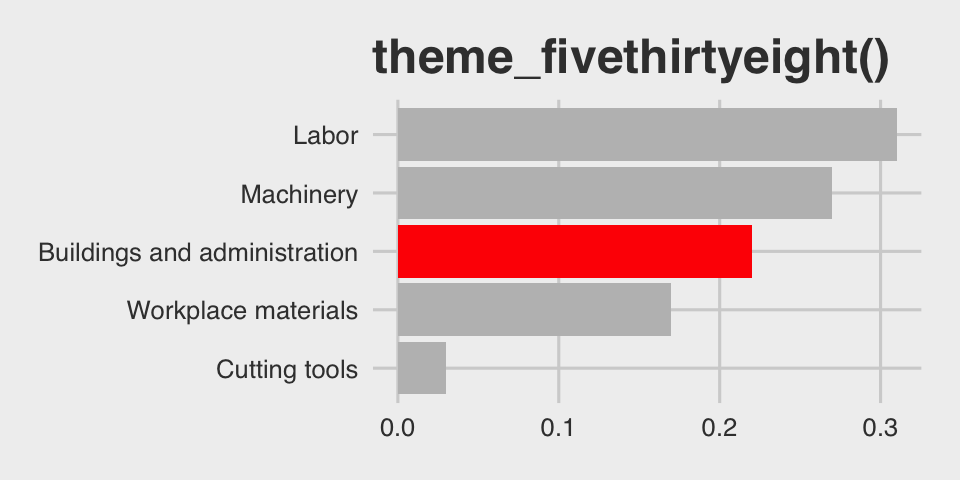 theme_fivethirtyeight()
Labor
Machinery
Buildings and administration
Workplace materials
Cutting tools
0.0 0.1 0.2 0.3